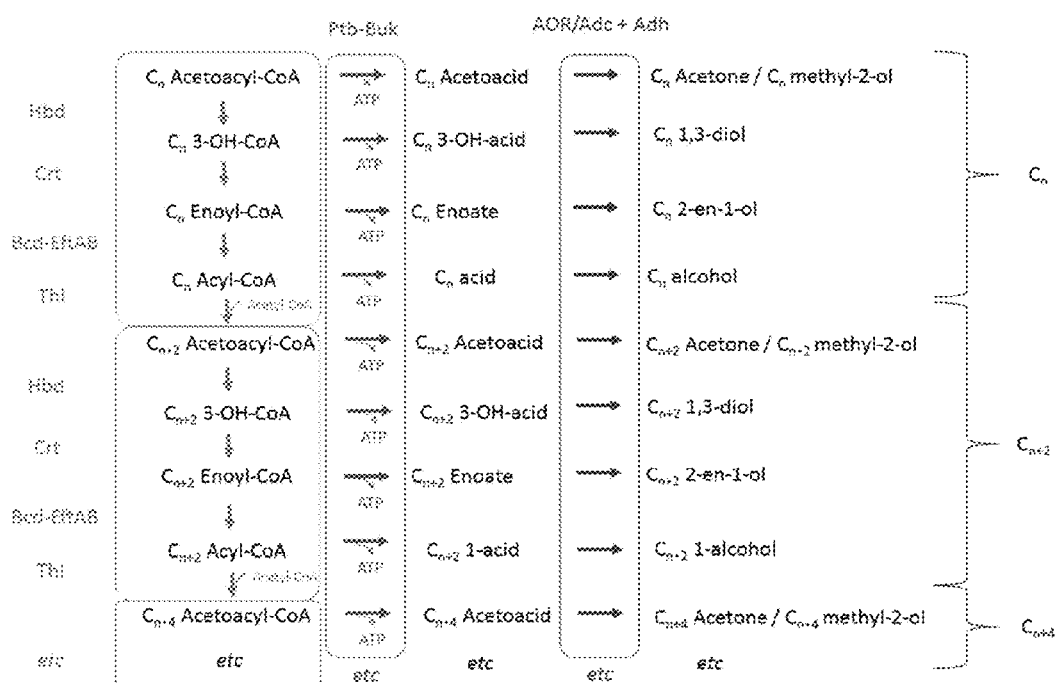 Ptb-Buk AOR/Adc + Adh
Cn Acetoacyl-CoA ATP Cn Acetoacid Cn Acetone / Cn methyl-2-ol
Hbd
Cn 3-OH-CoA ATP Cn 3-OH-acid Cn 1,3-diol
Crt Cn
Cn Enoyl-CoA ATP Cn Enoate Cn 2-en-1-ol
Bcd-EftAB
Cn Acyl-CoA ATP Cn acid Cn alcohol
Thl Acetyl-CoA
Cn+2 Acetoacyl-CoA ATP Cn+2 Acetoacid Cn+2 Acetone / Cn+2 methyl-2-ol
Hbd
Cn+2 3-OH-CoA ATP Cn+2 3-OH-acid Cn+2 1,3-diol
Crt Cn+2
Cn+2 Enoyl-CoA ATP Cn+2 Enoate Cn+2 2-en-1-ol
Bcd-EftAB
Cn+2 Acyl-CoA ATP Cn+2 1-acid Cn+2 1-alcohol
Thl Acetyl-CoA
Cn+4 Acetoacyl-CoA ATP Cn+4 Acetoacid Cn+4 Acetone / Cn+4 methyl-2-ol
Cn+4
etc etc etc etc etc etc